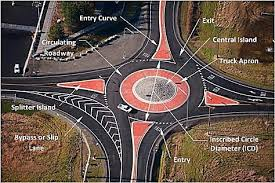 Entry Curve
Exit
Circulating
Roadway
Central Island
Truck Apron
Splitter Island
Bypass or Slip
Lane
Inscribed Circle
Diameter (ICD)
Entry